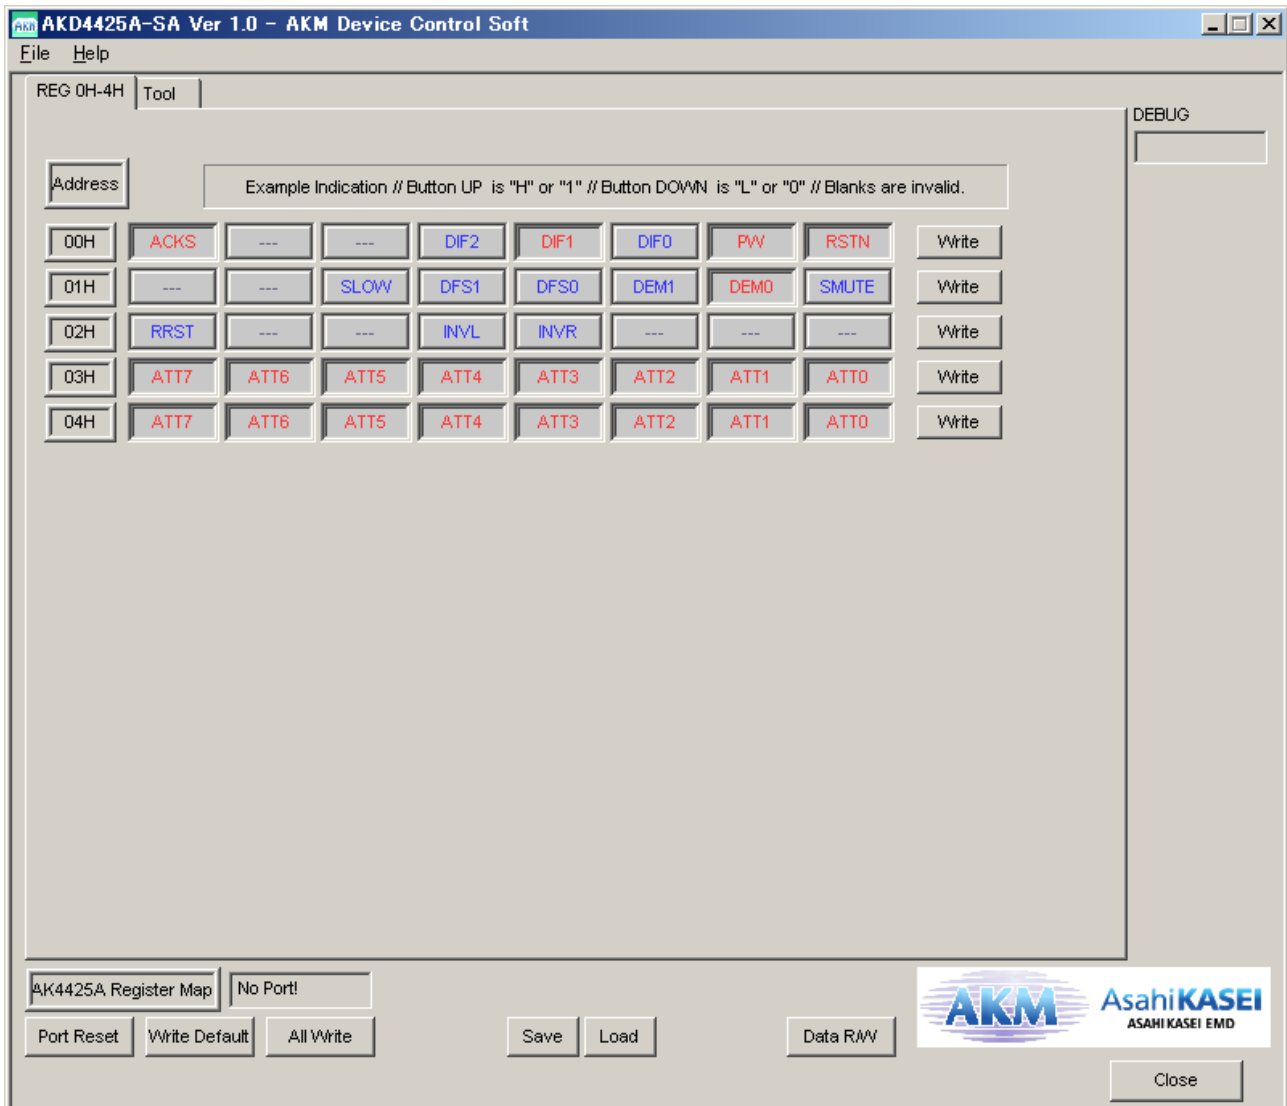 AKM AKD4425A-SA Ver 1.0 - AKM Device Control Soft
File Help
REG 0H-4H Tool
DEBUG
Address Example Indication // Button UP is "H" or "1" // Button DOWN is "L" or "0" // Blanks are invalid.
00H ACKS --- --- DIF2 DIF1 DIF0 PW RSTN Write
01H --- --- SLOW DFS1 DFS0 DEM1 DEM0 SMUTE Write
02H RRST --- --- INVL INVR --- --- --- Write
03H ATT7 ATT6 ATT5 ATT4 ATT3 ATT2 ATT1 ATT0 Write
04H ATT7 ATT6 ATT5 ATT4 ATT3 ATT2 ATT1 ATT0 Write
AK4425A Register Map No Port!
AKM AsahiKASEI
ASAHI KASEI EMD
Port Reset Write Default All Write Save Load Data R/W
Close